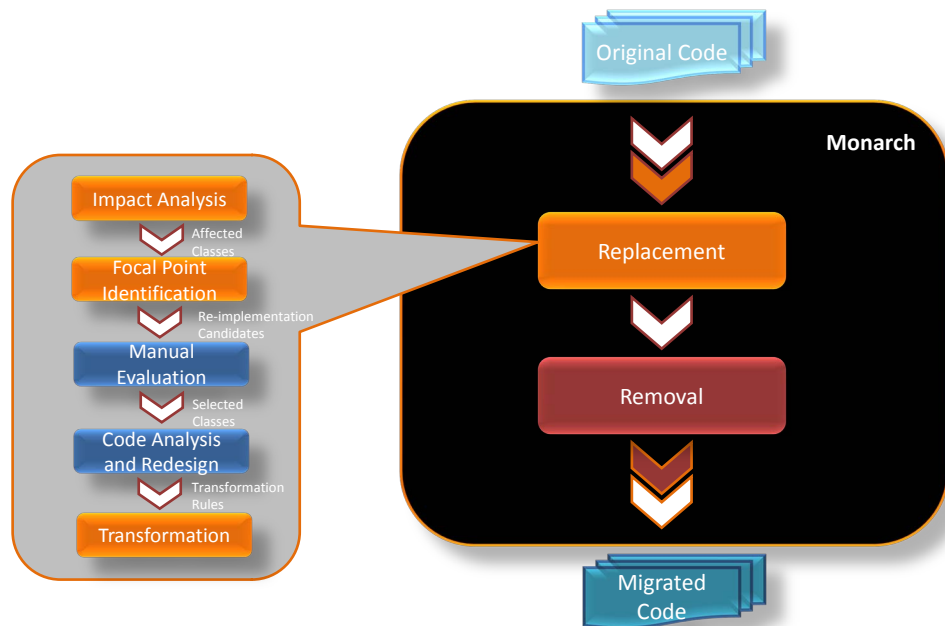 Original Code
Monarch
Impact Analysis
Affected
Classes
Focal Point
Identification
Re-implementation
Candidates
Manual
Evaluation
Selected
Classes
Code Analysis
and Redesign
Transformation
Rules
Transformation
Replacement
Removal
Migrated
Code